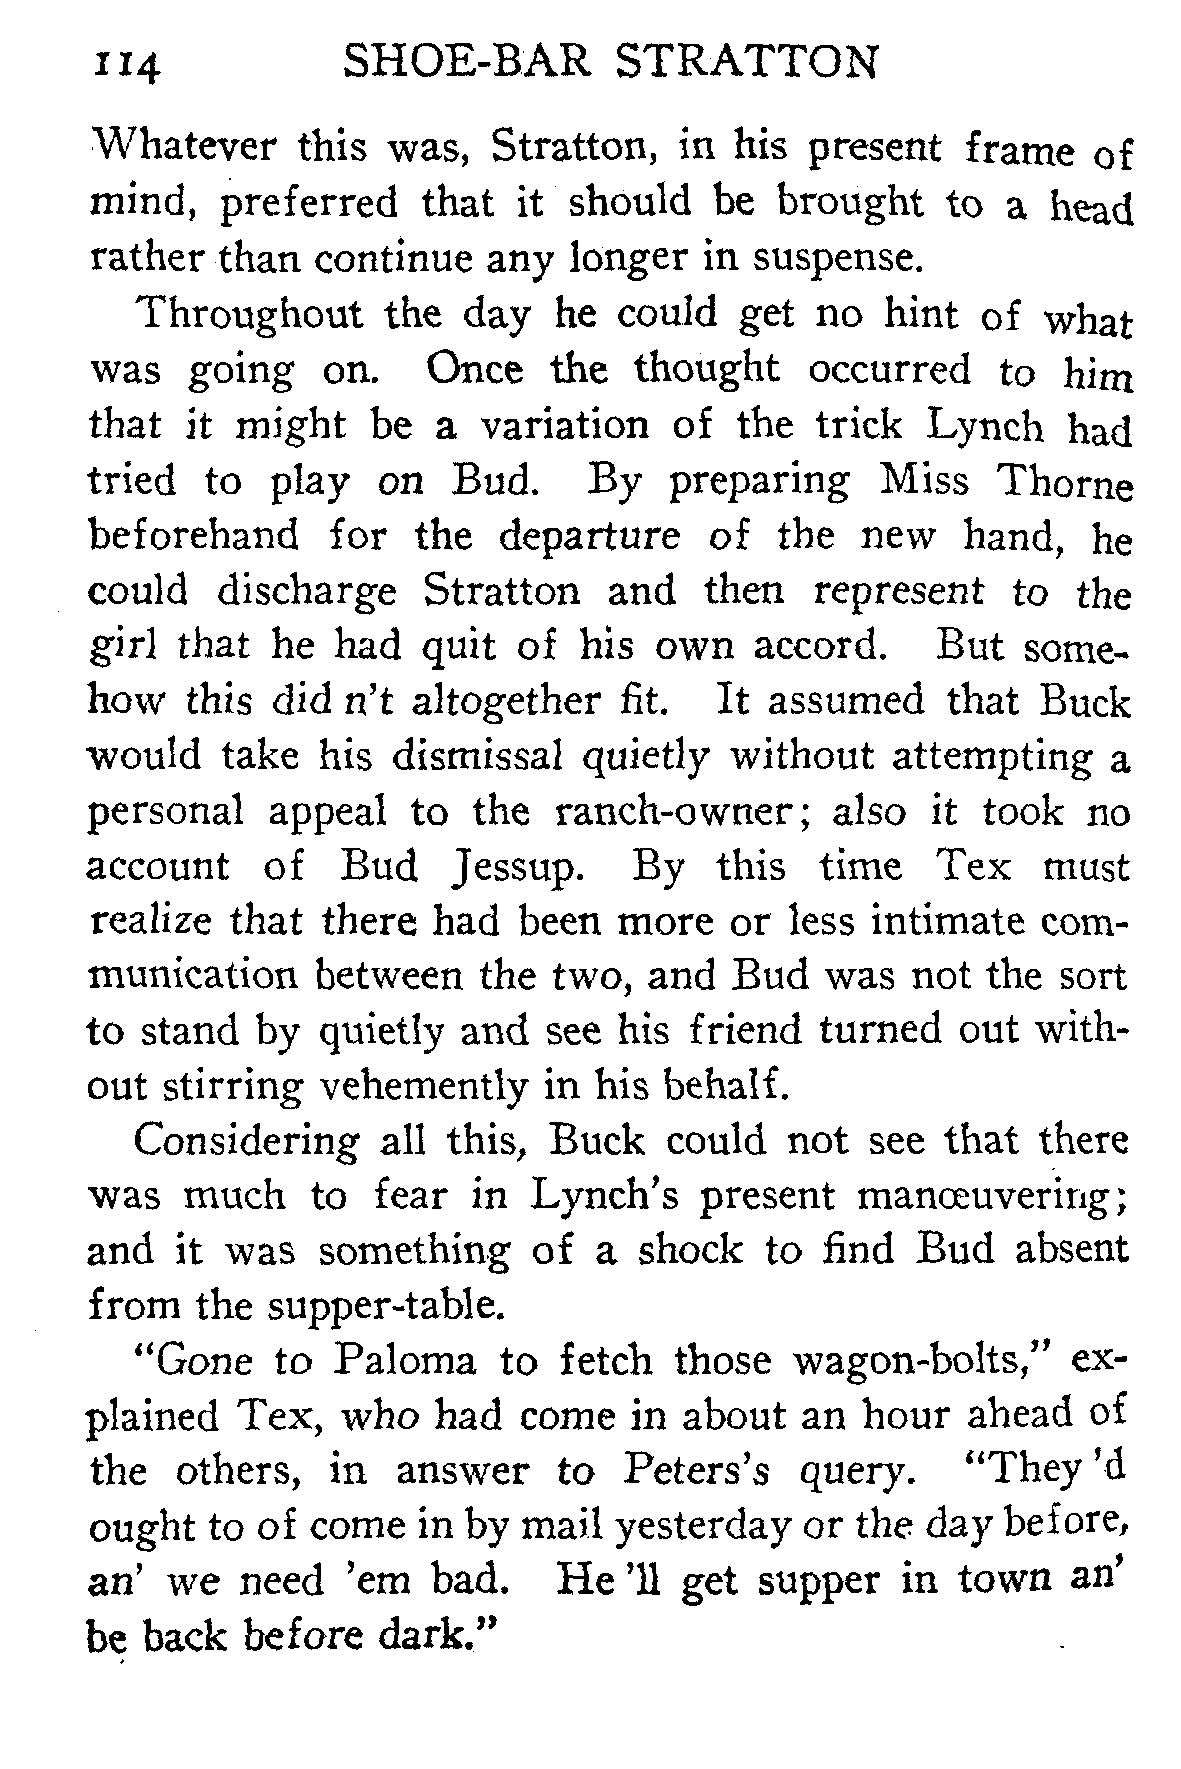 114 SHOE-BAR STRATTON
Whatever this was, Stratton, in his present frame of
mind, preferred that it should be brought to a head
rather than continue any longer in suspense.
Throughout the day he could get no hint of what
was going on. Once the thought occurred to him
that it might be a variation of the trick Lynch had
tried to play on Bud. By preparing Miss Thorne
beforehand for the departure of the new hand, he
could discharge Stratton and then represent to the
girl that he had quit of his own accord. But some-
how this did n't altogether fit. It assumed that Buck
would take his dismissal quietly without attempting a
personal appeal to the ranch-owner; also it took no
account of Bud Jessup. By this time Tex must
realize that there had been more or less intimate com-
munication between the two, and Bud was not the sort
to stand by quietly and see his friend turned out with-
out stirring vehemently in his behalf.
Considering all this, Buck could not see that there
was much to fear in Lynch's present manœuvering;
and it was something of a shock to find Bud absent
from the supper-table.
"Gone to Paloma to fetch those wagon-bolts," ex-
plained Tex, who had come in about an hour ahead of
the others, in answer to Peters's query. "They 'd
ought to of come in by mail yesterday or the day before,
an' we need 'em bad. He 'll get supper in town an'
be back before dark."